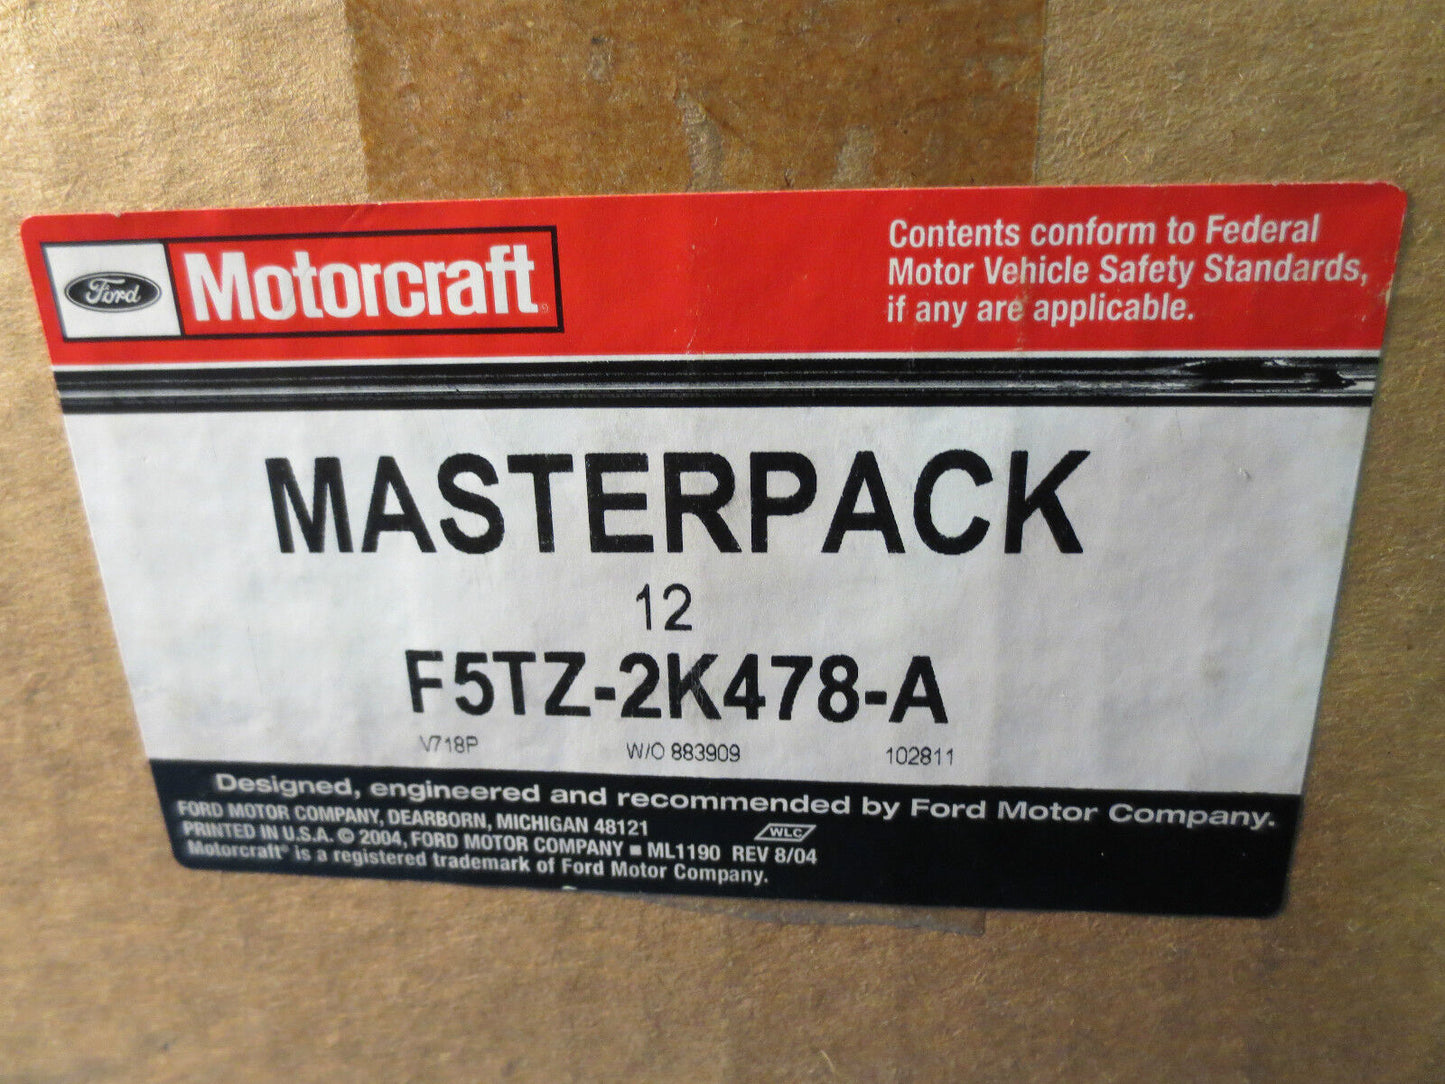 Ford Motorcraft®
Contents conform to Federal
Motor Vehicle Safety Standards,
if any are applicable.
MASTERPACK
12
F5TZ-2K478-A
V718P W/O 883909 102811
Designed, engineered and recommended by Ford Motor Company.
FORD MOTOR COMPANY, DEARBORN, MICHIGAN 48121
WLC
PRINTED IN U.S.A. © 2004, FORD MOTOR COMPANY ■ ML1190 REV 8/04
Motorcraft® is a registered trademark of Ford Motor Company.